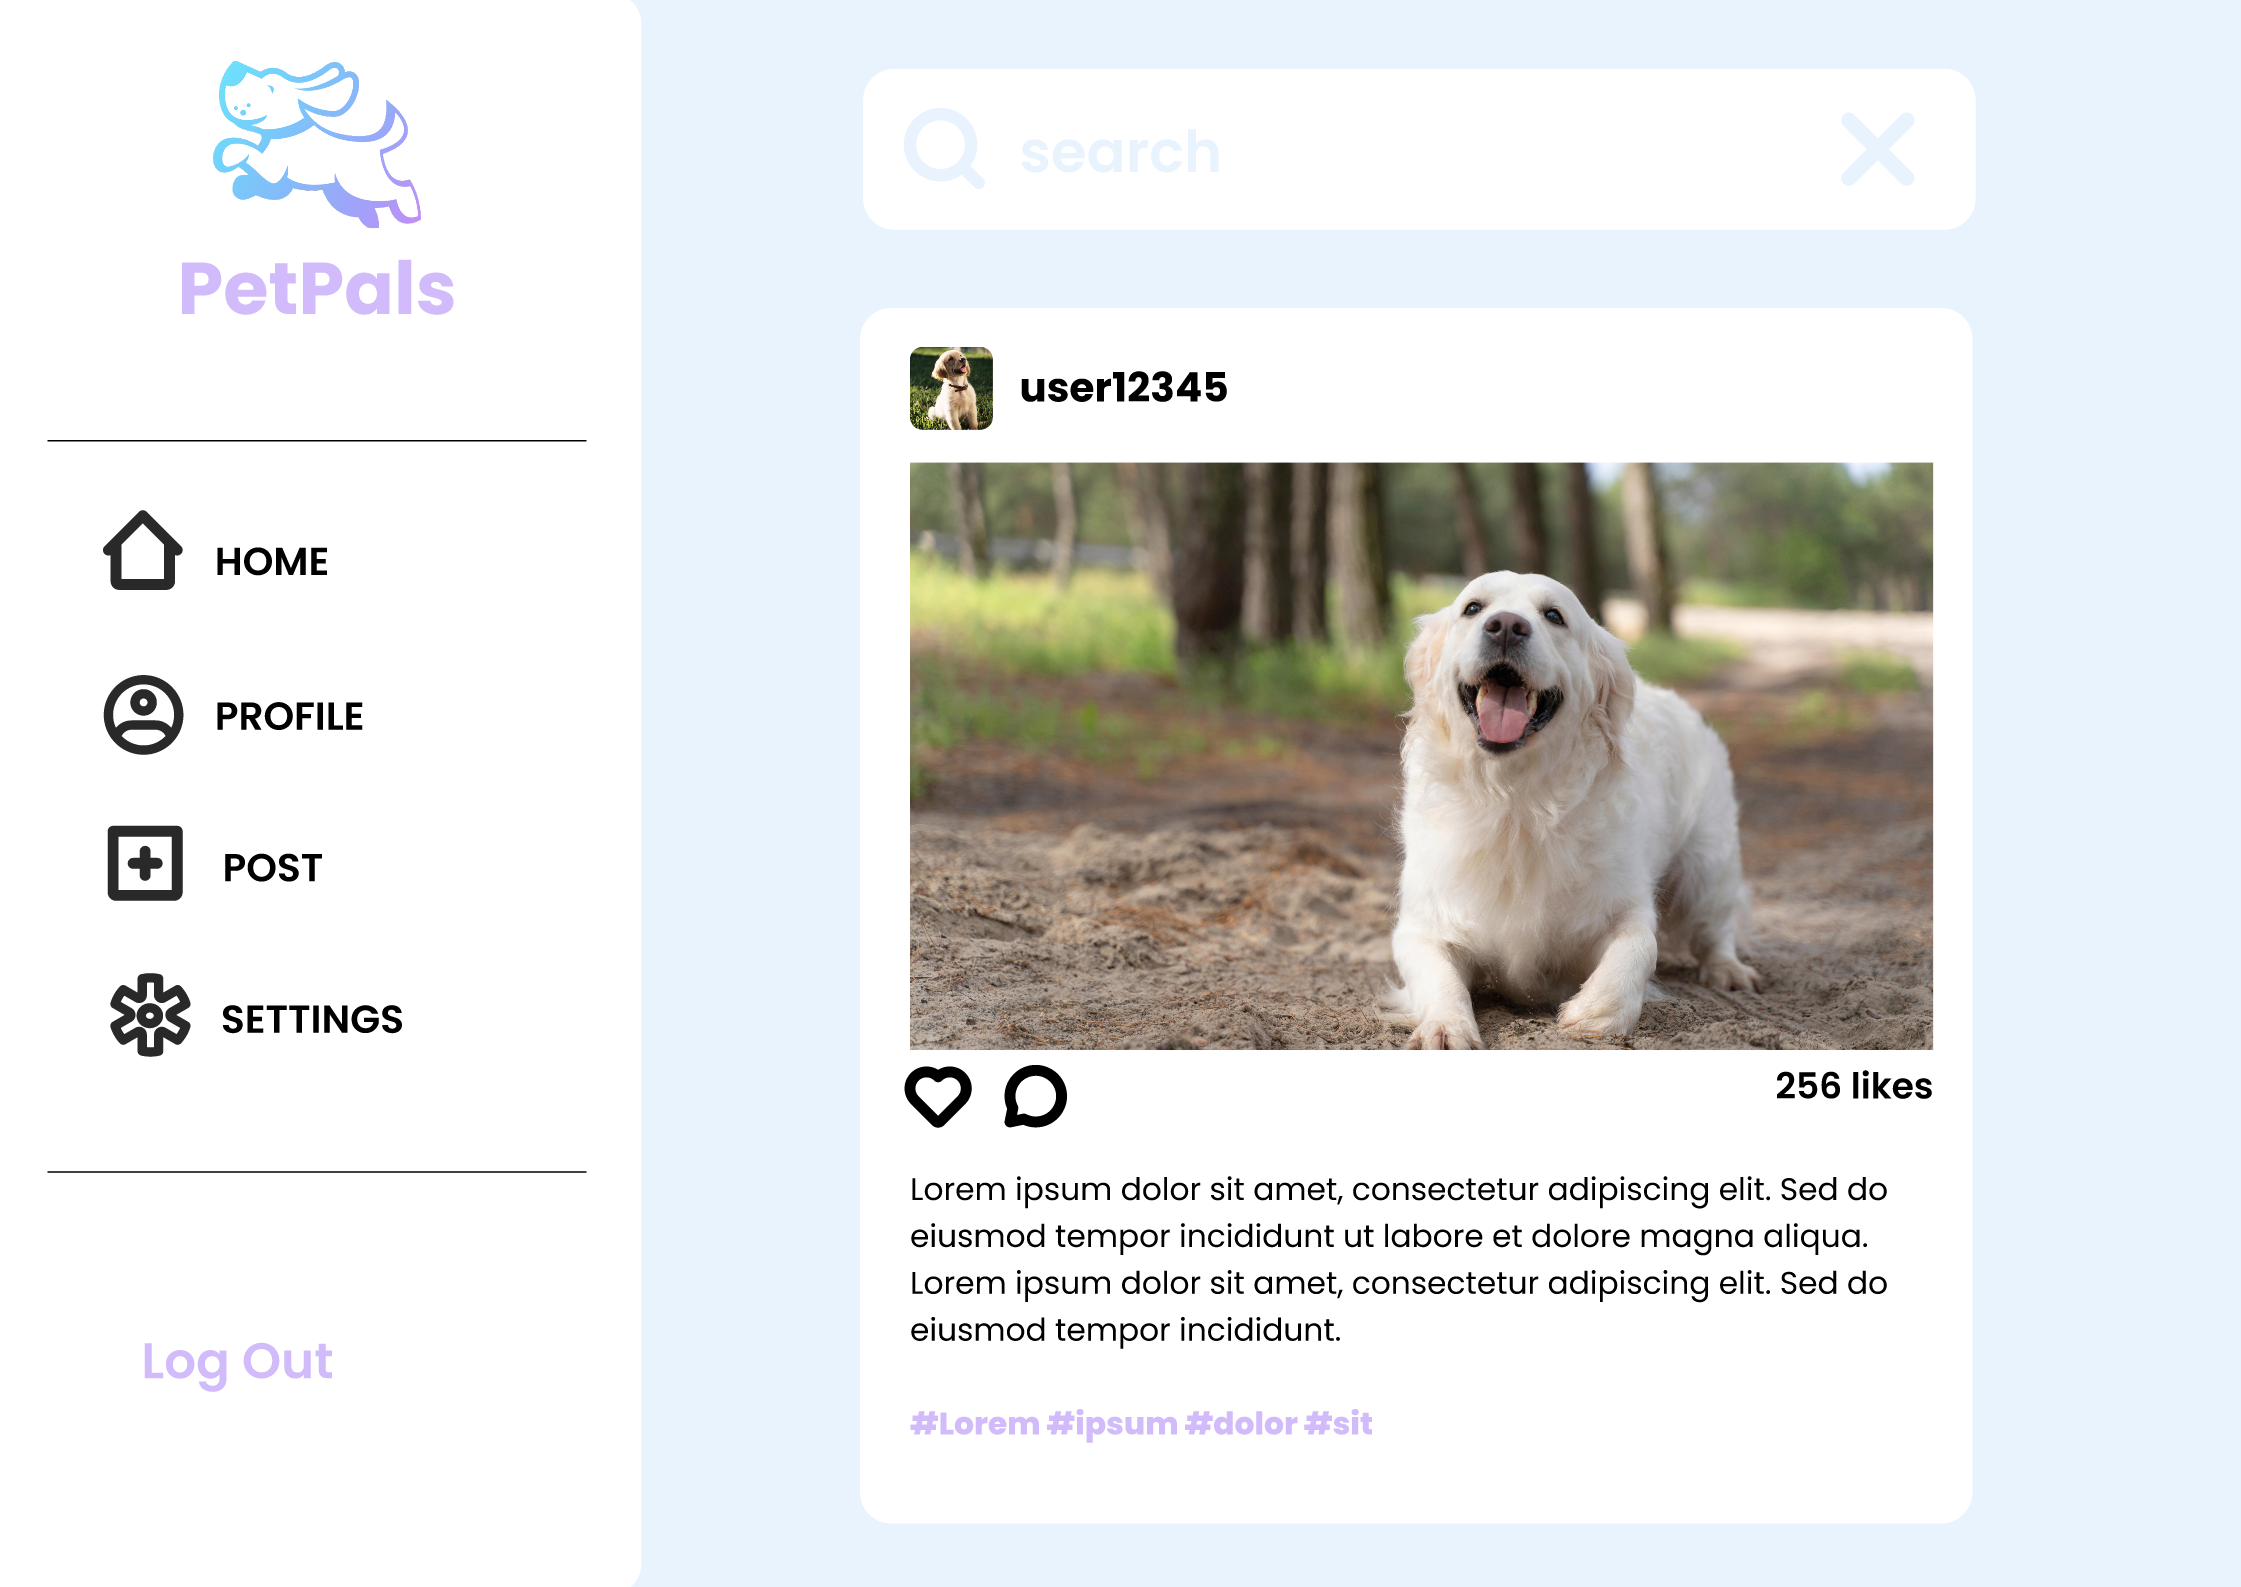 PetPals
HOME
PROFILE
POST
SETTINGS
Log Out
search
user12345
256 likes
Lorem ipsum dolor sit amet, consectetur adipiscing elit. Sed do
eiusmod tempor incididunt ut labore et dolore magna aliqua.
Lorem ipsum dolor sit amet, consectetur adipiscing elit. Sed do
eiusmod tempor incididunt.
#Lorem #ipsum #dolor #sit